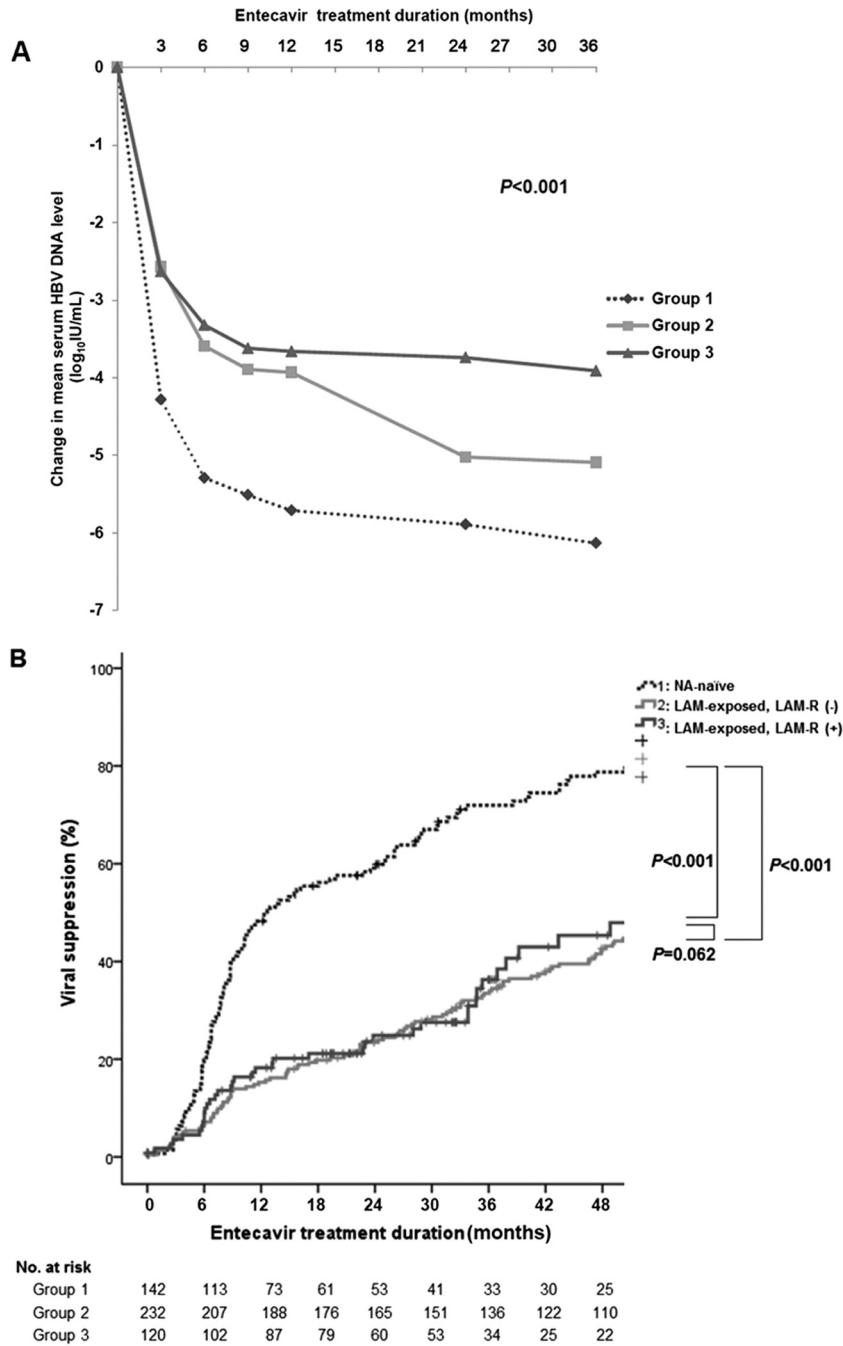 Entecavir treatment duration (months)
A
3 6 9 12 15 18 21 24 27 30 36
0
-1
-2
-3
-4
-5
-6
-7
Change in mean serum HBV DNA level
(log10IU/mL)
P<0.001
Group 1
Group 2
Group 3
B
100
80
60
40
20
0
Viral suppression (%)
1: NA-naïve
2: LAM-exposed, LAM-R (-)
3: LAM-exposed, LAM-R (+)
P<0.001
P<0.001
P=0.062
0 6 12 18 24 30 36 42 48
Entecavir treatment duration (months)
No. at risk
Group 1 142 113 73 61 53 41 33 30 25
Group 2 232 207 188 176 165 151 136 122 110
Group 3 120 102 87 79 60 53 34 25 22